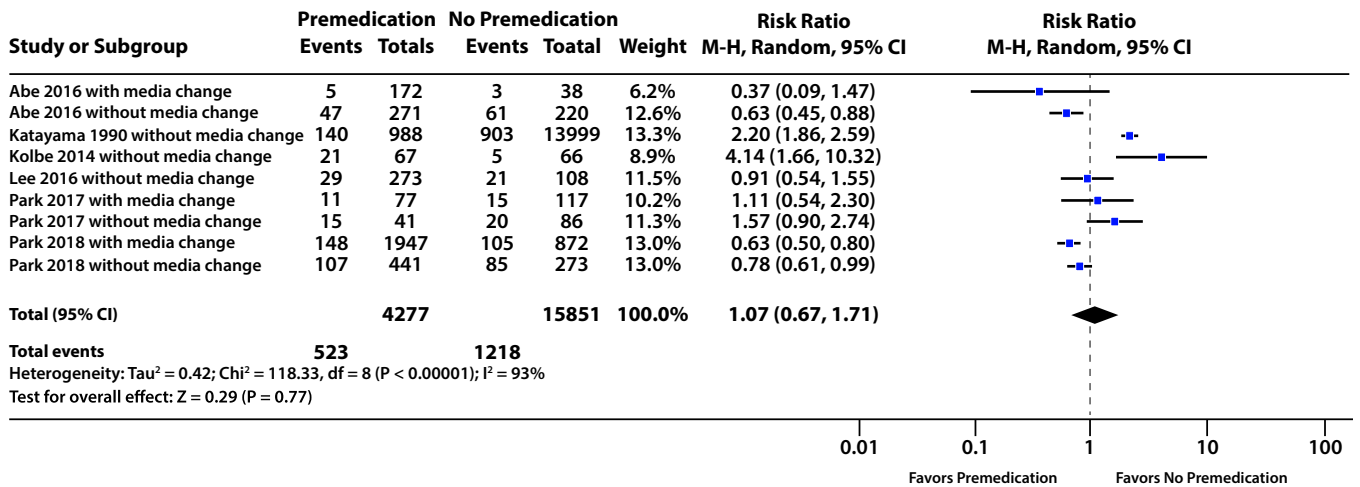 Premedication No Premedication Risk Ratio Risk Ratio
Study or Subgroup Events Totals Events Toatal Weight M-H, Random, 95% CI M-H, Random, 95% CI
Abe 2016 with media change 5 172 3 38 6.2% 0.37 (0.09, 1.47)
Abe 2016 without media change 47 271 61 220 12.6% 0.63 (0.45, 0.88)
Katayama 1990 without media change 140 988 903 13999 13.3% 2.20 (1.86, 2.59)
Kolbe 2014 without media change 21 67 5 66 8.9% 4.14 (1.66, 10.32)
Lee 2016 without media change 29 273 21 108 11.5% 0.91 (0.54, 1.55)
Park 2017 with media change 11 77 15 117 10.2% 1.11 (0.54, 2.30)
Park 2017 without media change 15 41 20 86 11.3% 1.57 (0.90, 2.74)
Park 2018 with media change 148 1947 105 872 13.0% 0.63 (0.50, 0.80)
Park 2018 without media change 107 441 85 273 13.0% 0.78 (0.61, 0.99)
Total (95% CI) 4277 15851 100.0% 1.07 (0.67, 1.71)
Total events 523 1218
Heterogeneity: Tau² = 0.42; Chi² = 118.33, df = 8 (P < 0.00001); I² = 93%
Test for overall effect: Z = 0.29 (P = 0.77)
0.01 0.1 1 10 100
Favors Premedication Favors No Premedication